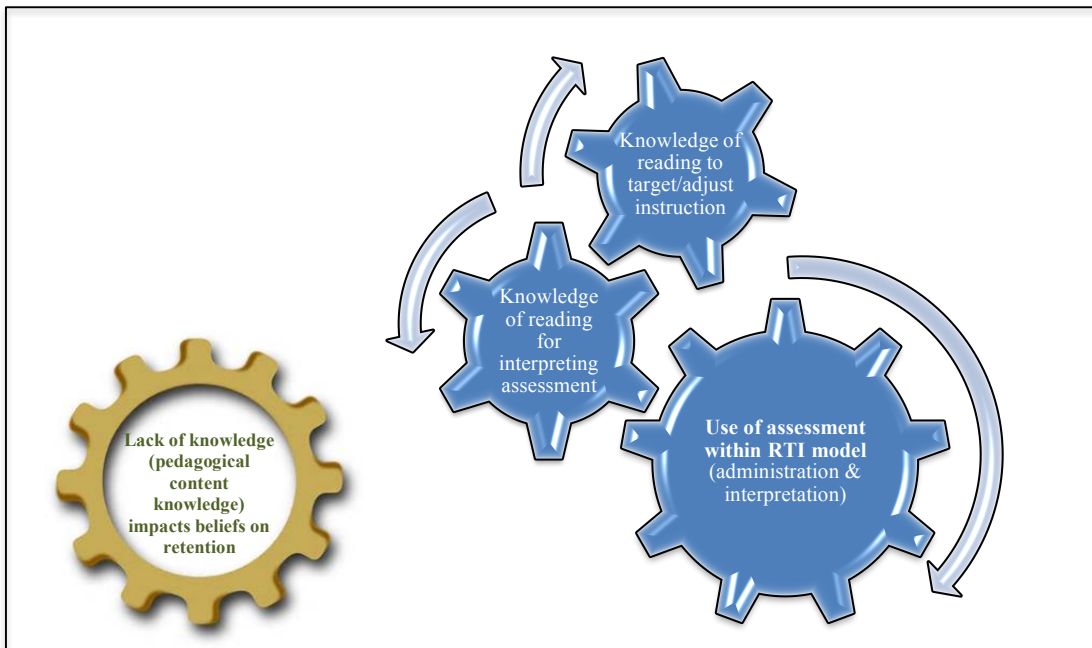 Knowledge of
reading to
target/adjust
instruction
Knowledge
of reading
for
interpreting
assessment
Use of assessment
within RTI model
(administration &
interpretation)
Lack of knowledge
(pedagogical
content
knowledge)
impacts beliefs on
retention